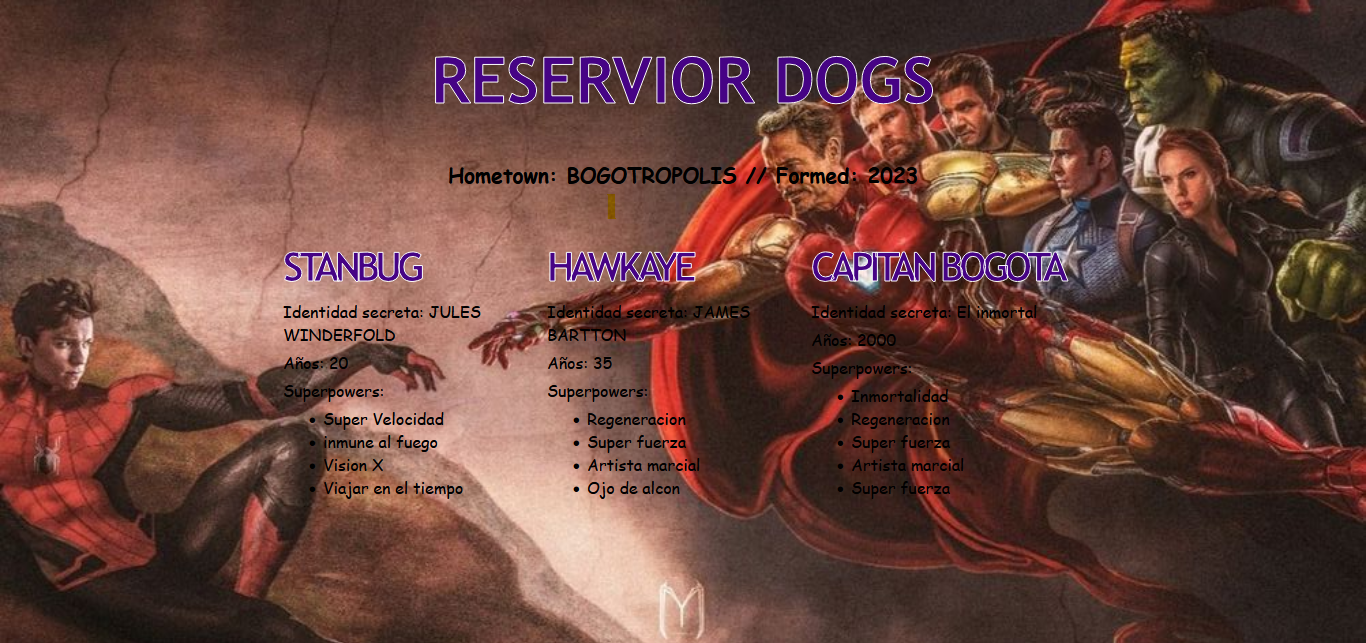 RESERVIOR DOGS
Hometown: BOGOTROPOLIS // Formed: 2023
STANBUG
Identidad secreta: JULES
WINDERFOLD
Años: 20
Superpowers:
Super Velocidad
inmune al fuego
Vision X
Viajar en el tiempo
HAWKAYE
Identidad secreta: JAMES
BARTTON
Años: 35
Superpowers:
Regeneracion
Super fuerza
Artista marcial
Ojo de alcon
CAPITAN BOGOTA
Identidad secreta: El inmortal
Años: 2000
Superpowers:
Inmortalidad
Regeneracion
Super fuerza
Artista marcial
Super fuerza